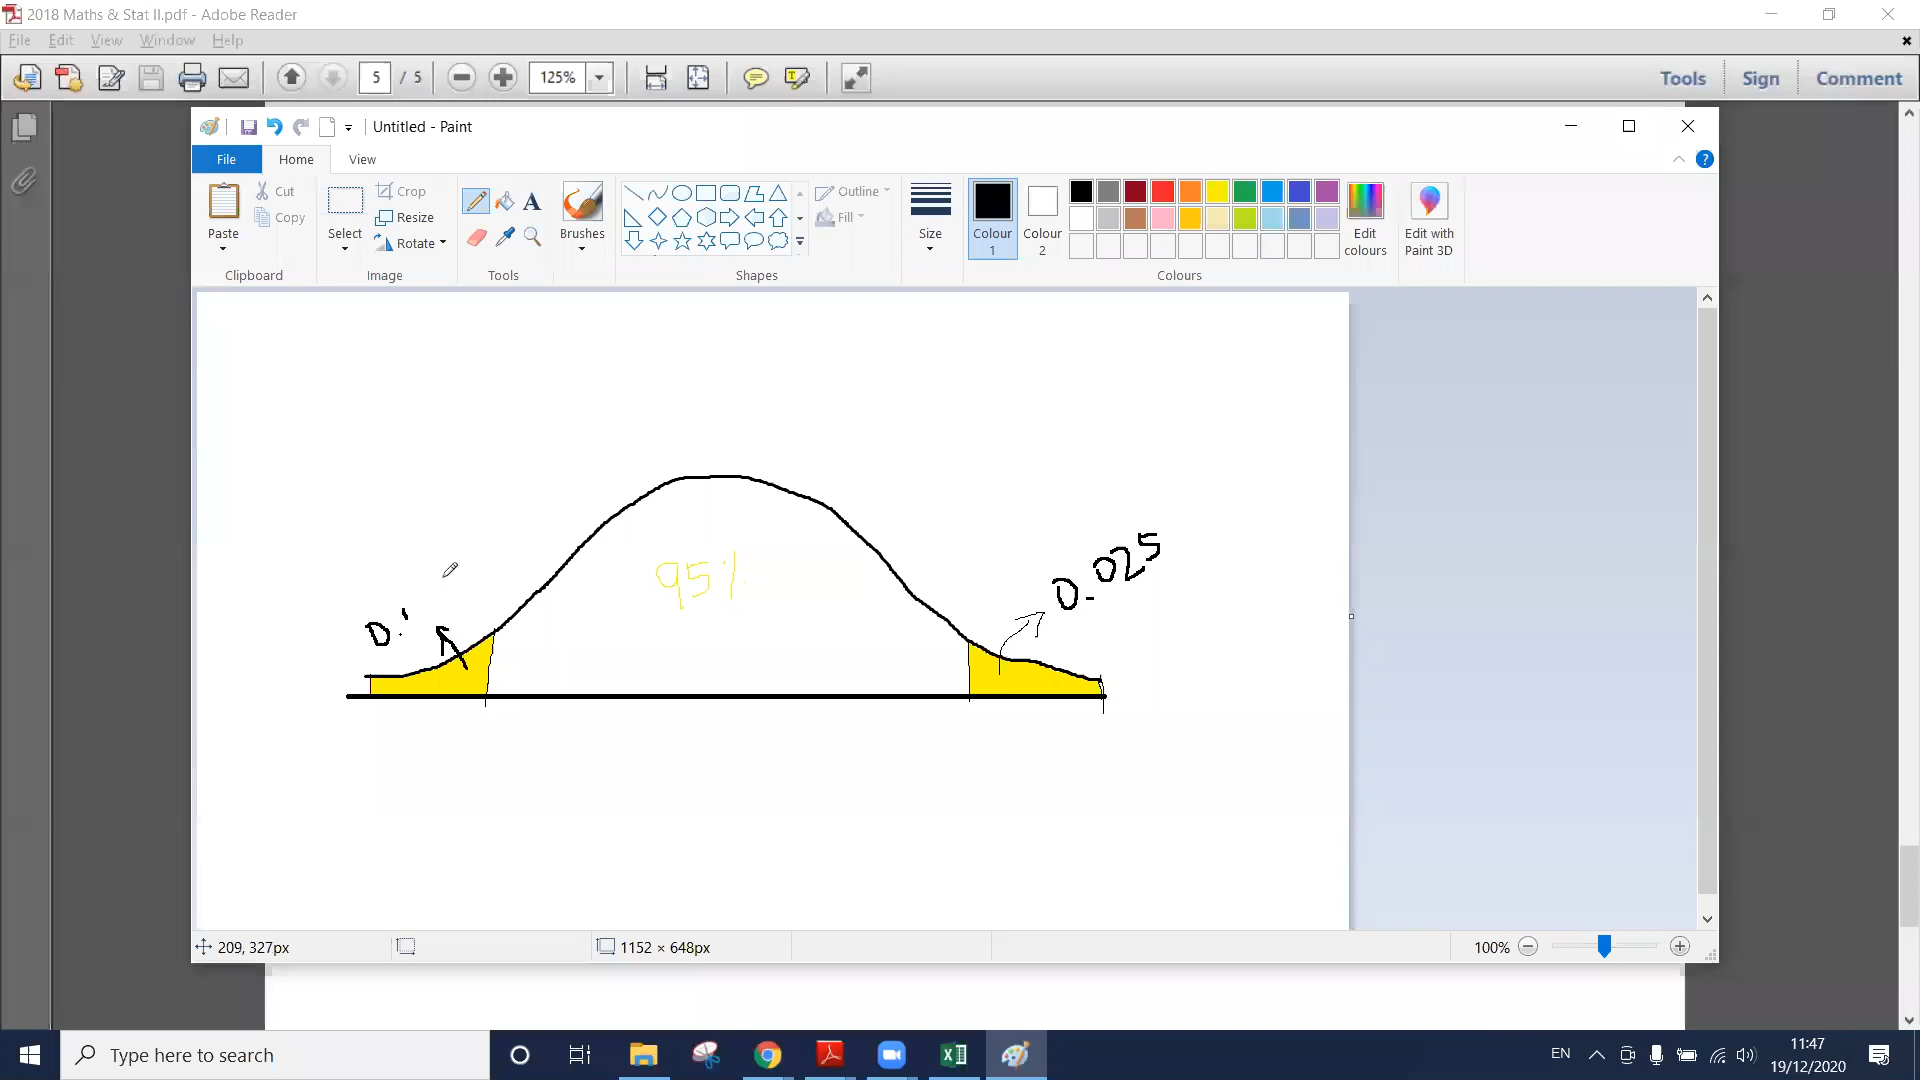 2018 Maths & Stat II.pdf - Adobe Reader
File Edit View Window Help
5 / 5 125% Tools Sign Comment
Untitled - Paint
File Home View
Paste Cut Copy Clipboard
Select Crop Resize Rotate Image
Tools
Brushes
Shapes
Outline Fill
Size
Colour 1 Colour 2
Colours
Edit colours
Edit with Paint 3D
95%
0.025
0.
209, 327px
1152 × 648px
100%
Type here to search
EN
11:47
19/12/2020